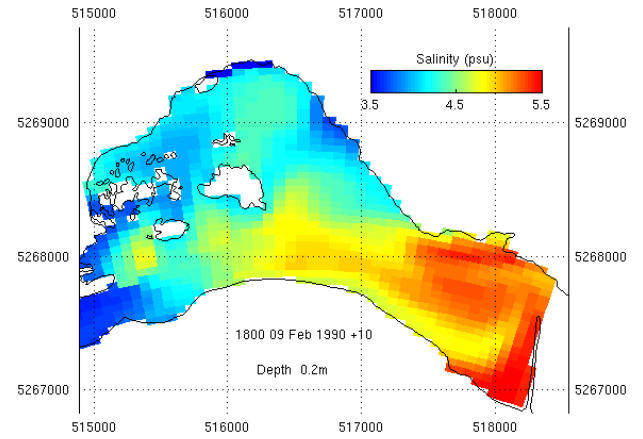 515000 516000 517000 518000
Salinity (psu)
3.5 4.5 5.5
5269000 5269000
5268000 5268000
1800 09 Feb 1990 +10
Depth 0.2m
5267000 5267000
515000 516000 517000 518000